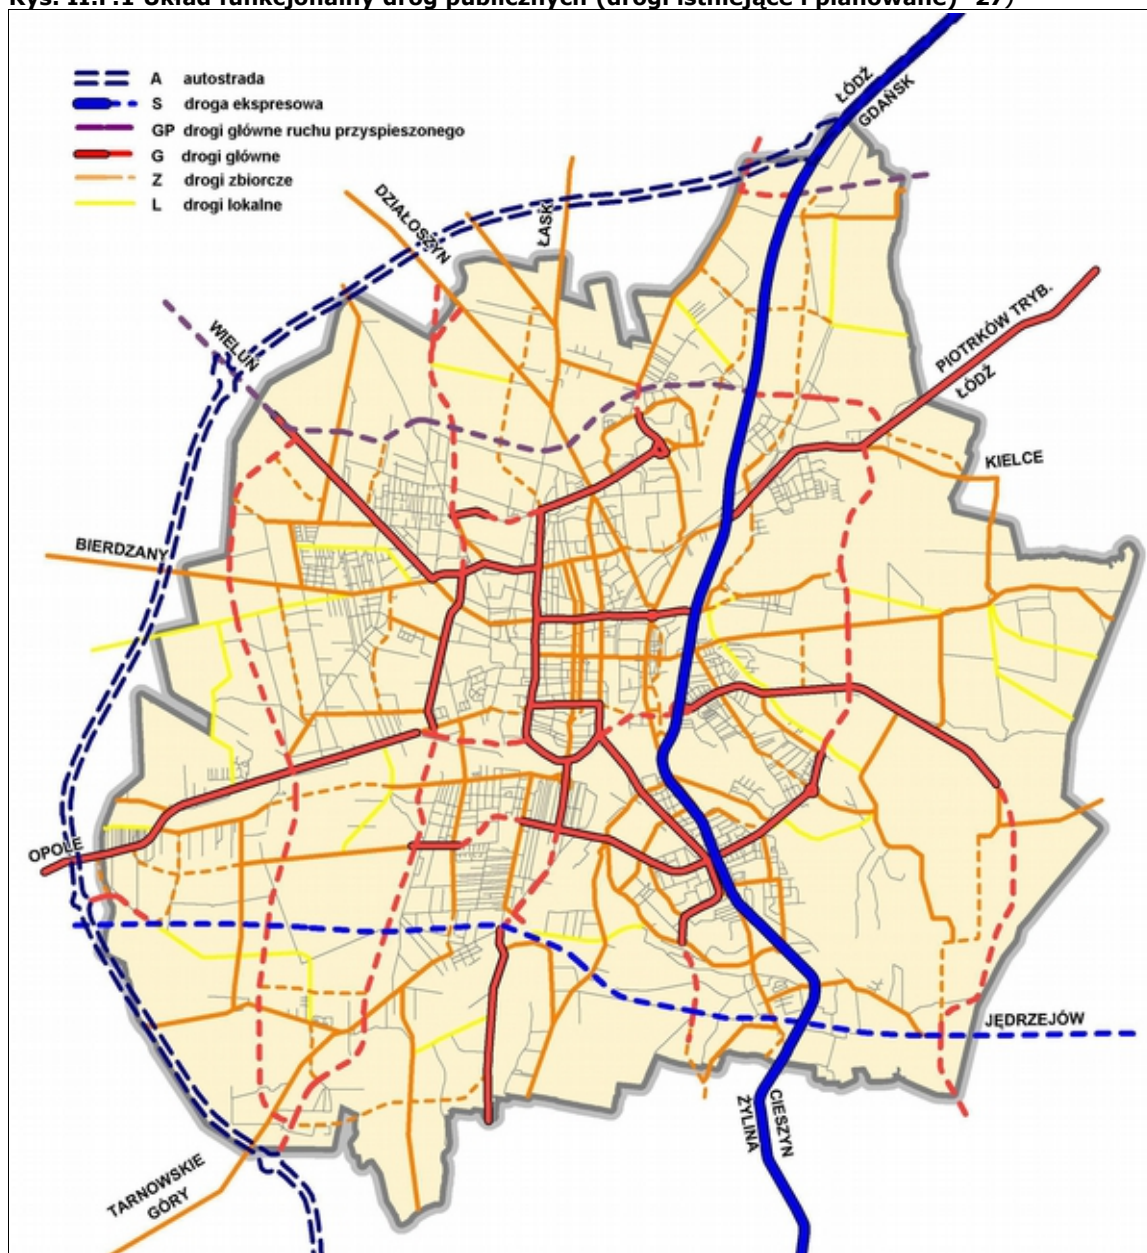 Rys. II.F.1 Układ funkcjonalny dróg publicznych (drogi istniejące i planowane) 27)
A autostrada
S droga ekspresowa
GP drogi główne ruchu przyspieszonego
G drogi główne
Z drogi zbiorcze
L drogi lokalne
ŁÓDŹ
GDAŃSK
DZIAŁOSZYN
ŁASK
WIELUŃ
PIOTRKÓW TRYB.
ŁÓDŹ
KIELCE
BIERDZANY
OPOLE
JĘDRZEJÓW
CIESZYN
ŻYLINA
TARNOWSKIE
GÓRY